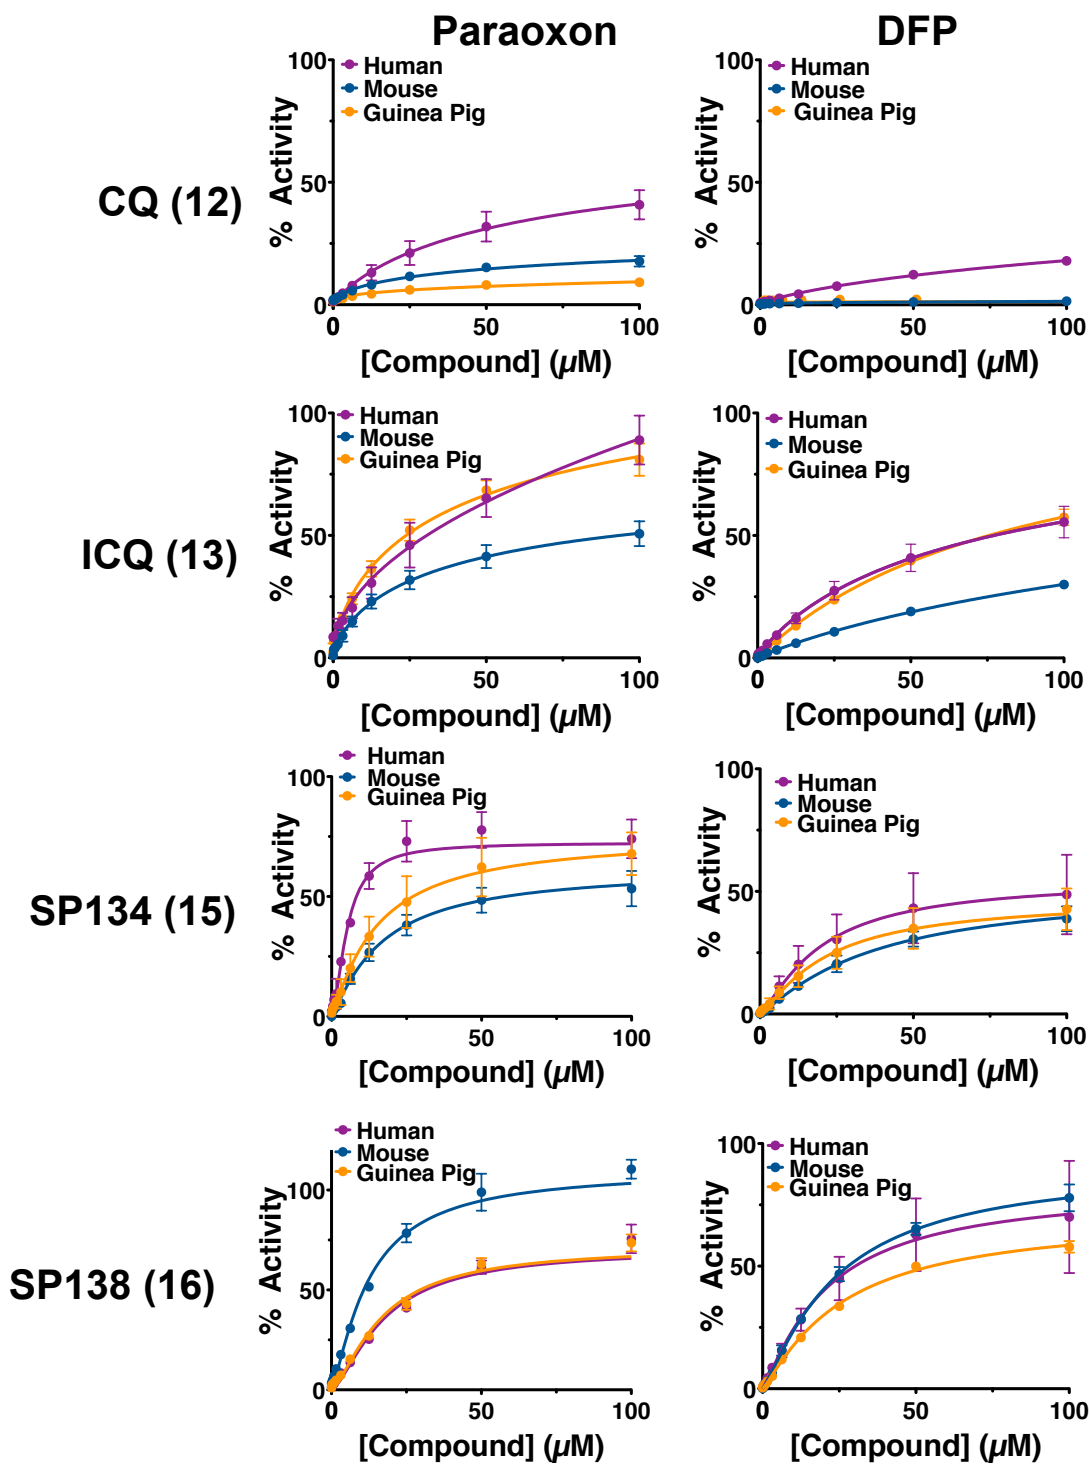 Paraoxon DFP
CQ (12)
100
50
0
% Activity
Human
Mouse
Guinea Pig
0 50 100
[Compound] (µM)
100
50
0
% Activity
Human
Mouse
Guinea Pig
0 50 100
[Compound] (µM)
ICQ (13)
100
50
0
% Activity
Human
Mouse
Guinea Pig
0 50 100
[Compound] (µM)
100
50
0
% Activity
Human
Mouse
Guinea Pig
0 50 100
[Compound] (µM)
SP134 (15)
100
50
0
% Activity
Human
Mouse
Guinea Pig
0 50 100
[Compound] (µM)
100
50
0
% Activity
Human
Mouse
Guinea Pig
0 50 100
[Compound] (µM)
SP138 (16)
100
50
0
% Activity
Human
Mouse
Guinea Pig
0 50 100
[Compound] (µM)
100
50
0
% Activity
Human
Mouse
Guinea Pig
0 50 100
[Compound] (µM)